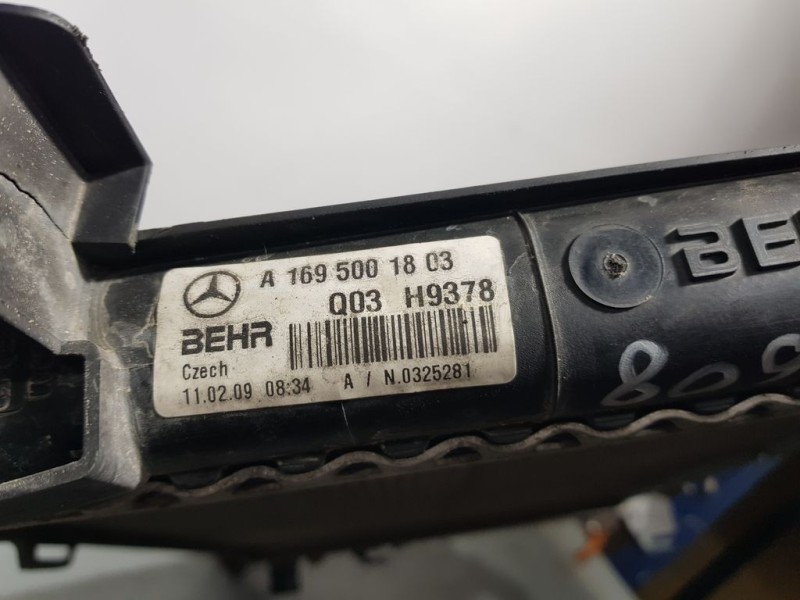 A 169 500 18 03
Q03 H9378
BEHR
Czech
11.02.09 08:34 A / N.0325281